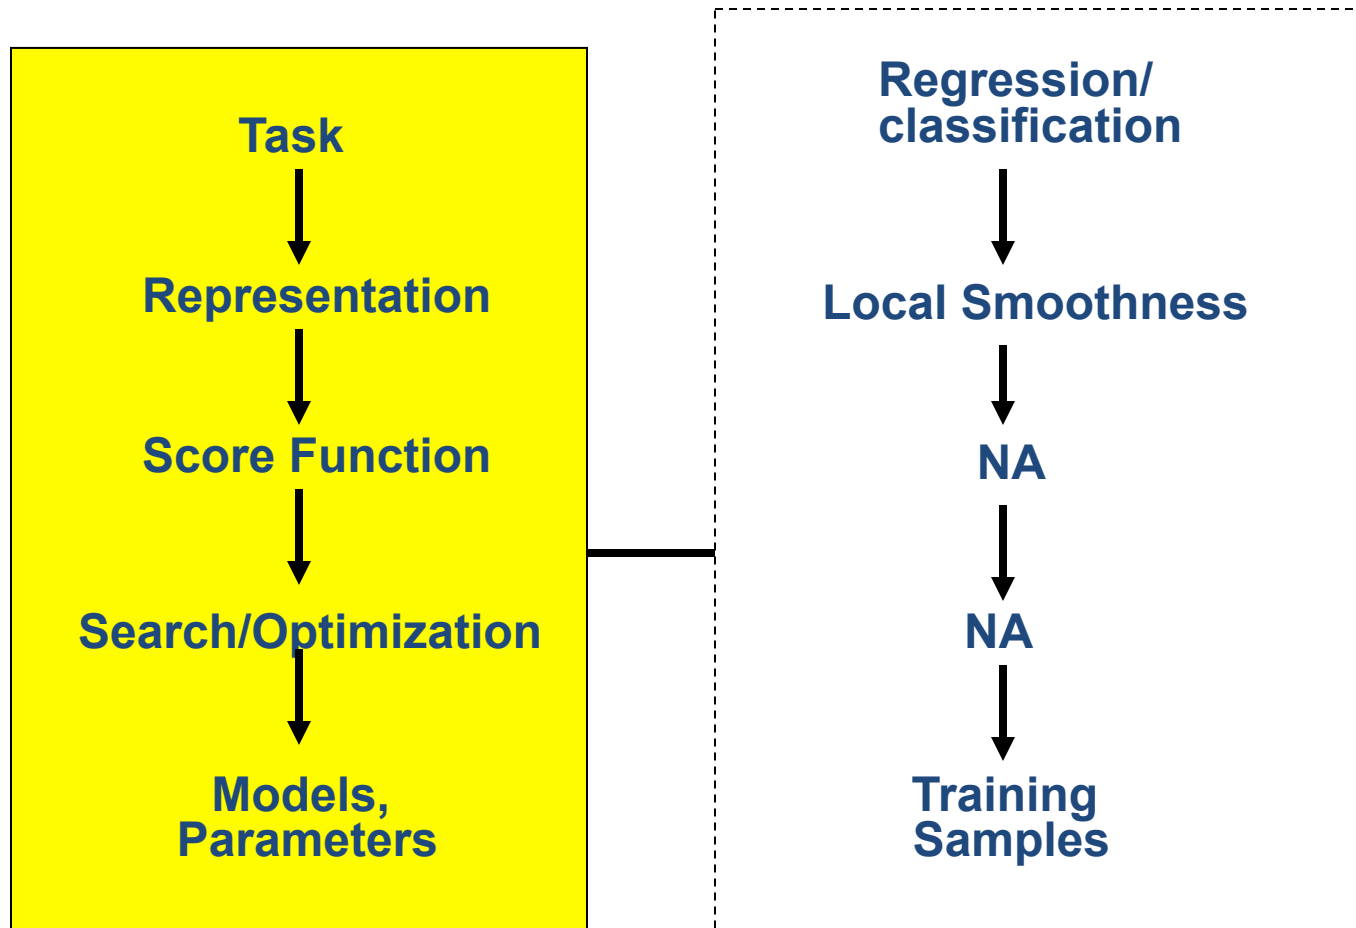 Task
Representation
Score Function
Search/Optimization
Models,
Parameters
Regression/
classification
Local Smoothness
NA
NA
Training
Samples